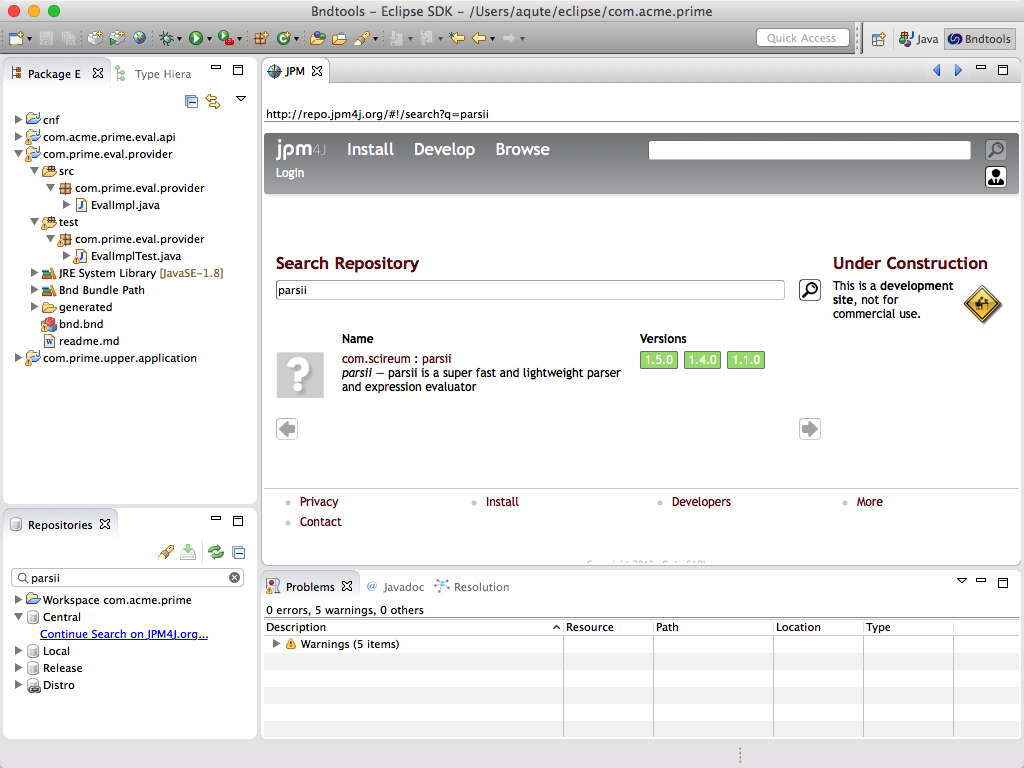 Bndtools – Eclipse SDK – /Users/aqute/eclipse/com.acme.prime
Quick Access
Java
Bndtools
Package E
Type Hiera
cnf
com.acme.prime.eval.api
com.prime.eval.provider
src
com.prime.eval.provider
EvalImpl.java
test
com.prime.eval.provider
EvalImplTest.java
JRE System Library [JavaSE-1.8]
Bnd Bundle Path
generated
bnd.bnd
readme.md
com.prime.upper.application
JPM
http://repo.jpm4j.org/#!/search?q=parsii
jpm4J Install Develop Browse
Login
Search Repository
parsii
Under Construction
This is a development
site, not for
commercial use.
Name Versions
com.scireum : parsii 1.5.0 1.4.0 1.1.0
parsii — parsii is a super fast and lightweight parser
and expression evaluator
Privacy Install Developers More
Contact
Repositories
parsii
Workspace com.acme.prime
Central
Continue Search on JPM4J.org...
Local
Release
Distro
Problems Javadoc Resolution
0 errors, 5 warnings, 0 others
Description Resource Path Location Type
Warnings (5 items)